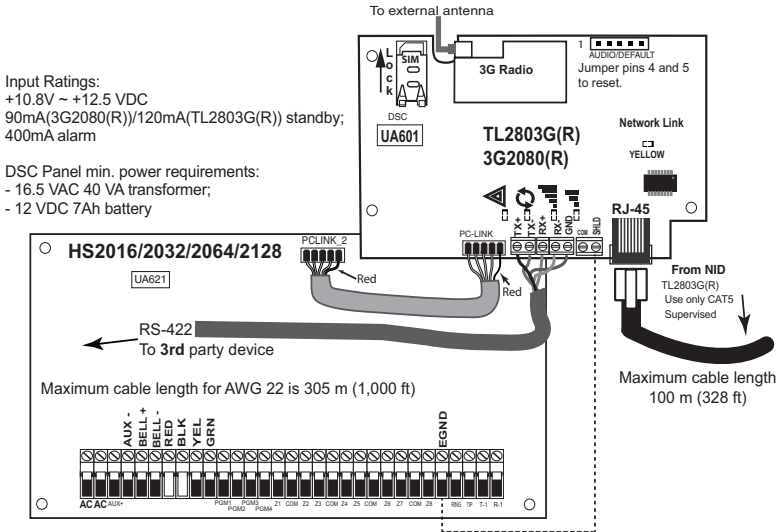 To external antenna
Lock
SIM
3G Radio
1
AUDIO/DEFAULT
Jumper pins 4 and 5
to reset.
Input Ratings:
+10.8V ~ +12.5 VDC
90mA(3G2080(R))/120mA(TL2803G(R)) standby;
400mA alarm
DSC
UA601
TL2803G(R)
3G2080(R)
Network Link
YELLOW
DSC Panel min. power requirements:
- 16.5 VAC 40 VA transformer;
- 12 VDC 7Ah battery
RJ-45
TX+
TX-
RX+
RX-
GND
COM
SHLD
PC-LINK
PCLINK_2
HS2016/2032/2064/2128
UA621
Red
Red
From NID
TL2803G(R)
Use only CAT5
Supervised
RS-422
To 3rd party device
Maximum cable length
100 m (328 ft)
Maximum cable length for AWG 22 is 305 m (1,000 ft)
AUX -
BELL +
BELL -
RED
BLK
YEL
GRN
EGND
AC AC AUX+ PGM1 PGM2 PGM3 PGM4 Z1 COM Z2 Z3 COM Z4 Z5 COM Z6 Z7 COM Z8 RNG TP T-1 R-1